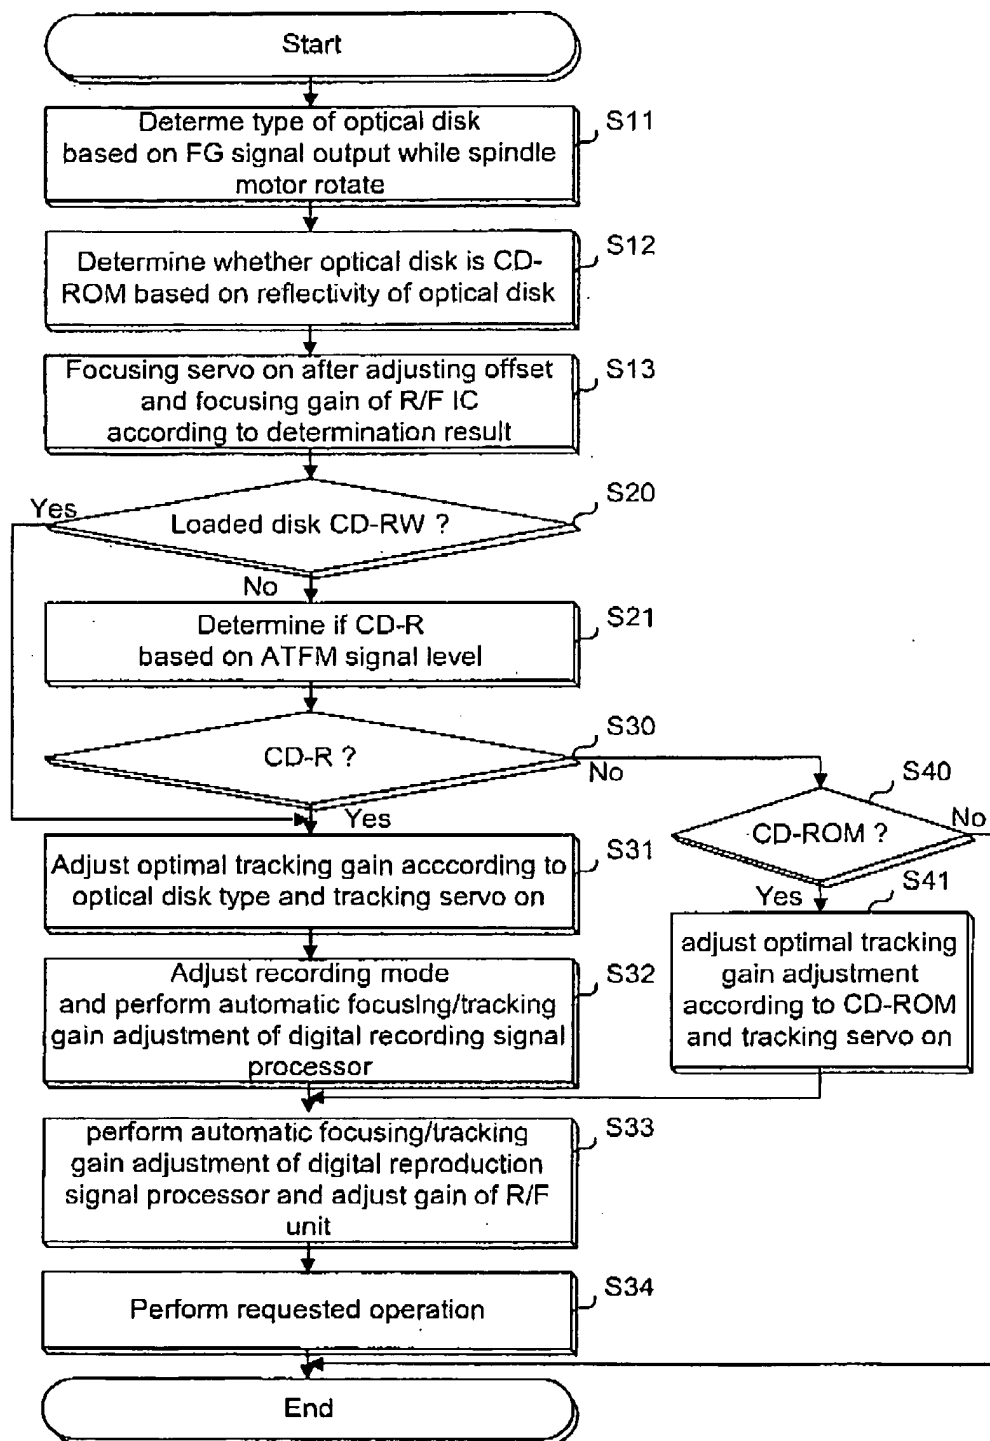 Start
S11
Determe type of optical disk
based on FG signal output while spindle
motor rotate
S12
Determine whether optical disk is CD-
ROM based on reflectivity of optical disk
S13
Focusing servo on after adjusting offset
and focusing gain of R/F IC
according to determination result
S20
Yes
Loaded disk CD-RW ?
No
S21
Determine if CD-R
based on ATFM signal level
S30
CD-R ?
No
S40
Yes
CD-ROM ?
No
S31
Adjust optimal tracking gain acccording to
optical disk type and tracking servo on
Yes
S41
adjust optimal tracking
gain adjustment
according to CD-ROM
and tracking servo on
S32
Adjust recording mode
and perform automatic focusing/tracking
gain adjustment of digital recording signal
processor
S33
perform automatic focusing/tracking
gain adjustment of digital reproduction
signal processor and adjust gain of R/F
unit
S34
Perform requested operation
End